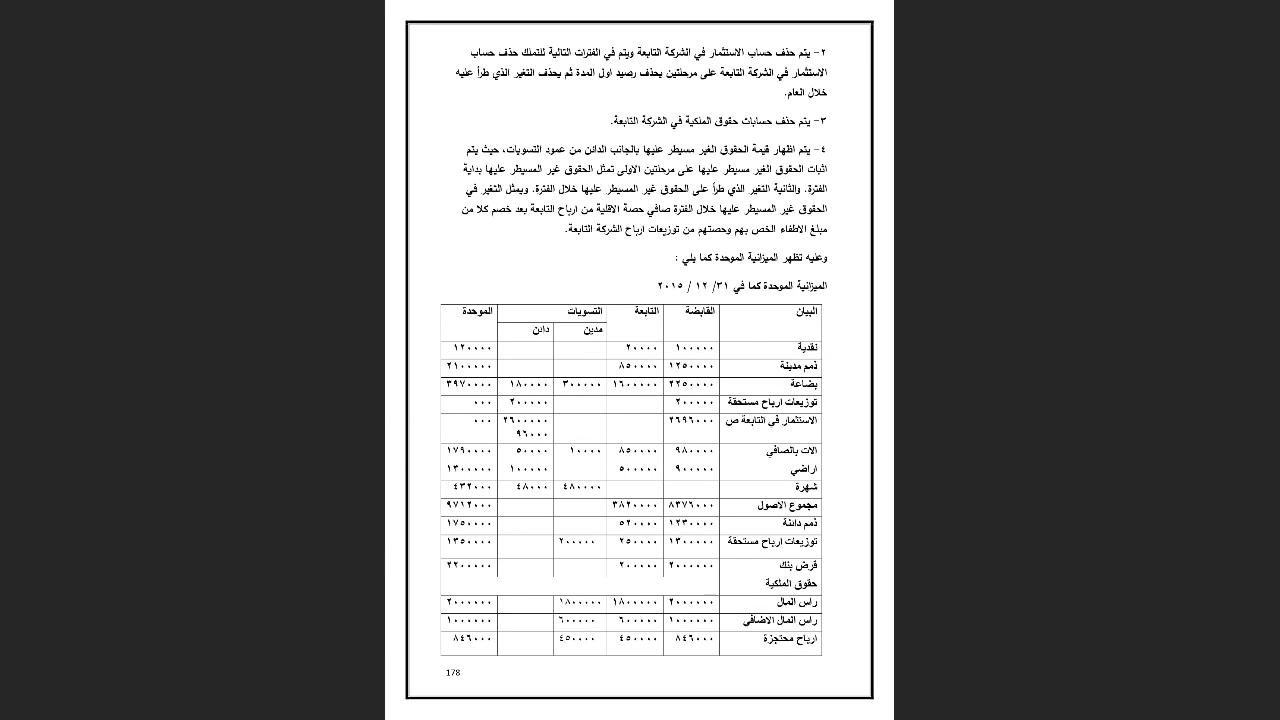 ٢- يتم حذف حساب الاستثمار في الشركة التابعة ويتم في الفترات التالية للتملك حذف حساب
الاستثمار في الشركة التابعة على مرحلتين يحذف رصيد اول المدة ثم يحذف التغير الذي طرأ عليه
خلال العام.
٣- يتم حذف حسابات حقوق الملكية في الشركة التابعة.
٤- يتم اظهار قيمة الحقوق الغير مسيطر عليها بالجانب الدائن من عمود التسويات، حيث يتم
اثبات الحقوق الغير مسيطر عليها على مرحلتين الاولى تمثل الحقوق غير المسيطر عليها بداية
الفترة. والثانية التغير الذي طرأ على الحقوق غير المسيطر عليها خلال الفترة. ويمثل التغير في
الحقوق غير المسيطر عليها خلال الفترة صافي حصة الاقلية من ارباح التابعة بعد خصم كلا من
مبلغ الاطفاء الخص بهم وحصتهم من توزيعات ارباح الشركة التابعة.
وعليه تظهر الميزانية الموحدة كما يلي :
الميزانية الموحدة كما في ٣١/ ١٢ / ٢٠١٥
البيان القابضة التابعة التسويات الموحدة
مدين دائن
نقدية ١٠٠٠٠٠ ٢٠٠٠٠ ١٢٠٠٠٠
ذمم مدينة ١٢٥٠٠٠٠ ٨٥٠٠٠٠ ٢١٠٠٠٠٠
بضاعة ٢٢٥٠٠٠٠ ١٦٠٠٠٠٠ ٣٠٠٠٠٠ ١٨٠٠٠٠ ٣٩٧٠٠٠٠
توزيعات ارباح مستحقة ٢٠٠٠٠٠ ٢٠٠٠٠٠ ٠٠٠
الاستثمار في التابعة ص ٢٦٩٦٠٠٠ ٢٦٠٠٠٠٠ ٠٠٠
٩٦٠٠٠
الات بالصافي ٩٨٠٠٠٠ ٨٥٠٠٠٠ ١٠٠٠٠ ٥٠٠٠٠ ١٧٩٠٠٠٠
اراضي ٩٠٠٠٠٠ ٥٠٠٠٠٠ ١٠٠٠٠٠ ١٣٠٠٠٠٠
شهرة ٤٨٠٠٠٠ ٤٨٠٠٠ ٤٣٢٠٠٠
مجموع الاصول ٨٣٧٦٠٠٠ ٣٨٢٠٠٠٠ ٩٧١٢٠٠٠
ذمم دائنة ١٢٣٠٠٠٠ ٥٢٠٠٠٠ ١٧٥٠٠٠٠
توزيعات ارباح مستحقة ١٣٠٠٠٠٠ ٢٥٠٠٠٠ ٢٠٠٠٠٠ ١٣٥٠٠٠٠
قرض بنك ٢٠٠٠٠٠٠ ٢٠٠٠٠٠ ٢٢٠٠٠٠٠
حقوق الملكية
راس المال ٢٠٠٠٠٠٠ ١٨٠٠٠٠٠ ١٨٠٠٠٠٠ ٢٠٠٠٠٠٠
راس المال الاضافي ١٠٠٠٠٠٠ ٦٠٠٠٠٠ ٦٠٠٠٠٠ ١٠٠٠٠٠٠
ارباح محتجزة ٨٤٦٠٠٠ ٤٥٠٠٠٠ ٤٥٠٠٠٠ ٨٤٦٠٠٠
178